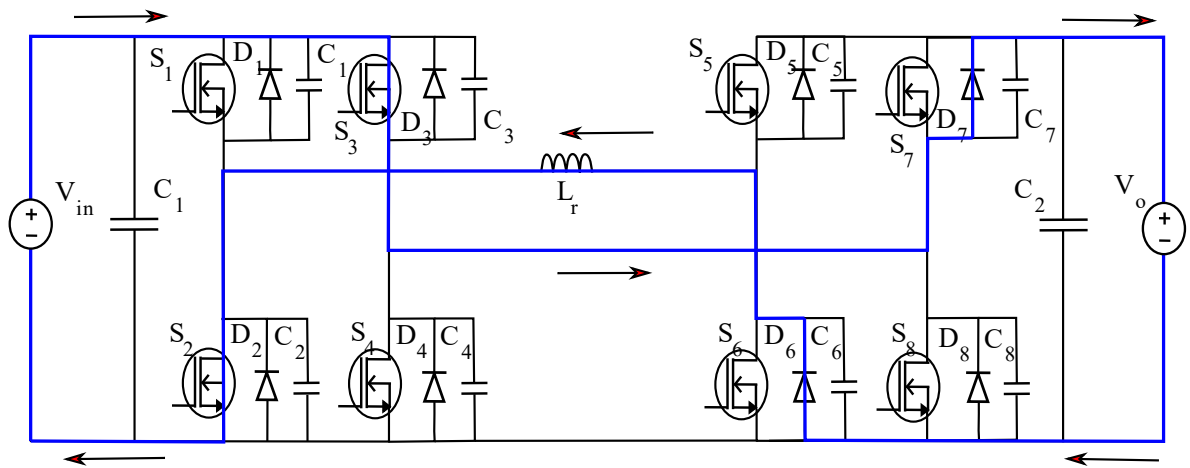 S1 D1 C1
S3 D3 C3
S5 D5 C5
S7 D7 C7
Vin + − C1
Lr
C2 Vo + −
S2 D2 C2
S4 D4 C4
S6 D6 C6
S8 D8 C8